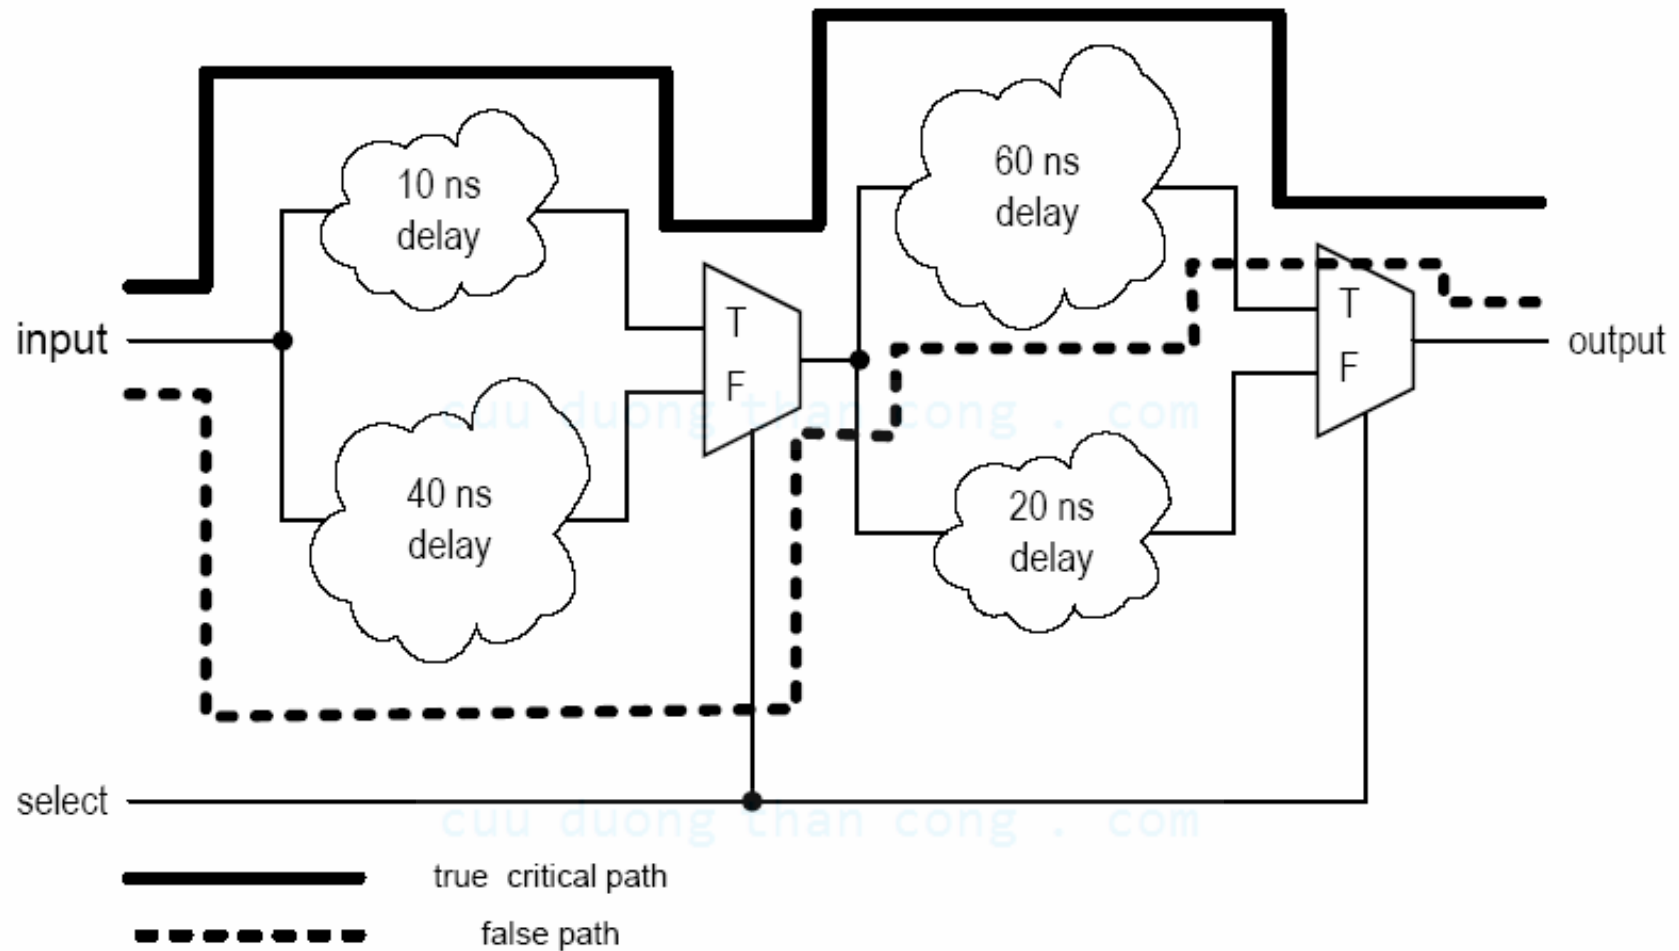 10 ns
delay
60 ns
delay
input
T
F
T
F
output
cuu duong than cong . com
40 ns
delay
20 ns
delay
select
cuu duong than cong . com
true critical path
false path